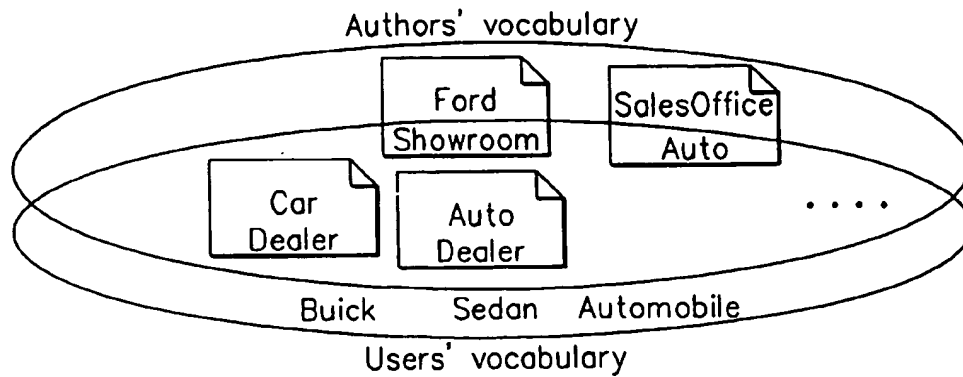 Authors' vocabulary
Ford
Showroom
SalesOffice
Auto
Car
Dealer
Auto
Dealer
. . . .
Buick Sedan Automobile
Users' vocabulary